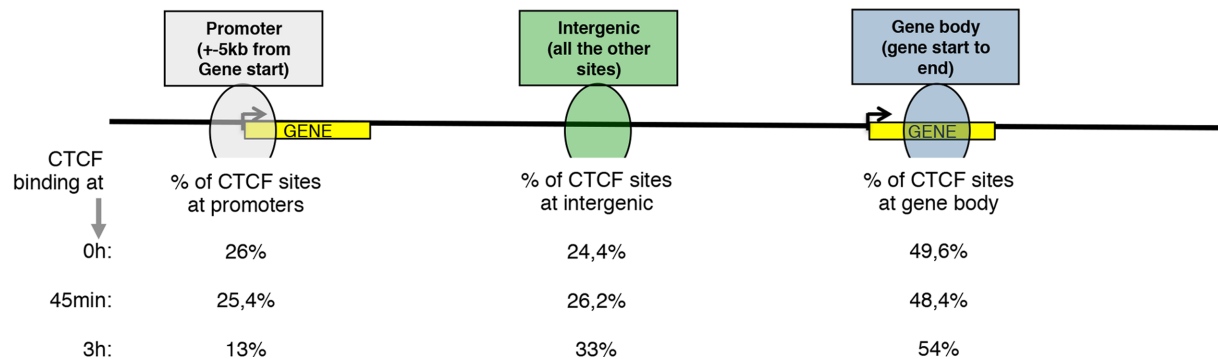 Promoter
(+-5kb from
Gene start)
Intergenic
(all the other
sites)
Gene body
(gene start to
end)
GENE
GENE
CTCF
binding at
% of CTCF sites
at promoters
% of CTCF sites
at intergenic
% of CTCF sites
at gene body
0h: 26% 24,4% 49,6%
45min: 25,4% 26,2% 48,4%
3h: 13% 33% 54%